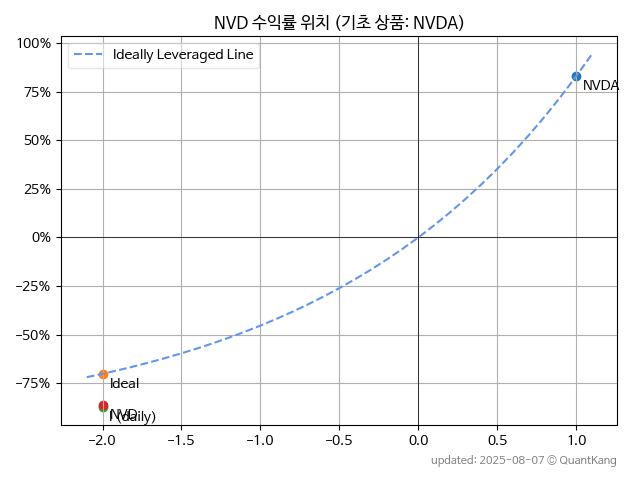 NVD 수익률 위치 (기초 상품: NVDA)
Ideally Leveraged Line
100%
75%
50%
25%
0%
−25%
−50%
−75%
NVDA
Ideal
NVD
(daily)
−2.0 −1.5 −1.0 −0.5 0.0 0.5 1.0
updated: 2025-08-07 © QuantKang